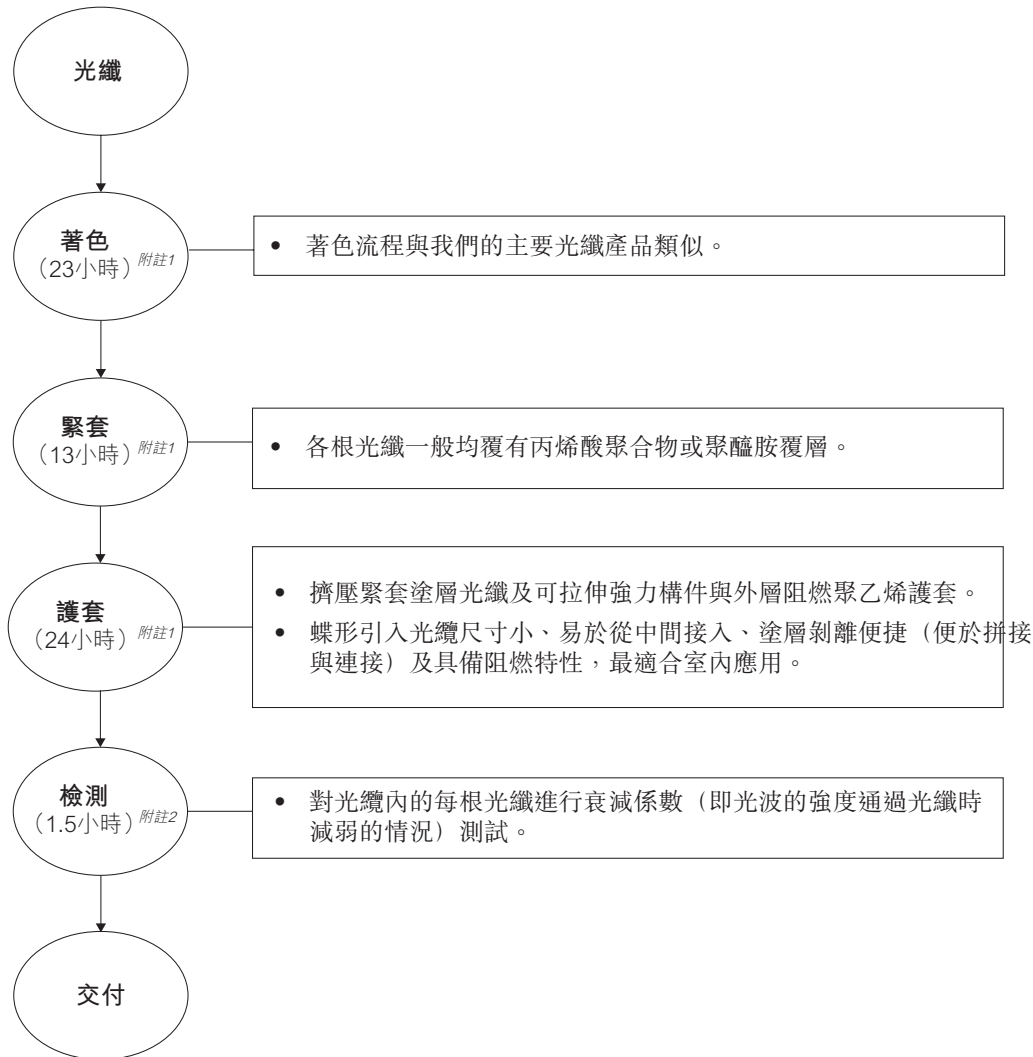 光纖
著色
（23小時）附註1
• 著色流程與我們的主要光纖產品類似。
緊套
（13小時）附註1
• 各根光纖一般均覆有丙烯酸聚合物或聚醯胺覆層。
護套
（24小時）附註1
• 擠壓緊套塗層光纖及可拉伸強力構件與外層阻燃聚乙烯護套。
• 蝶形引入光纜尺寸小、易於從中間接入、塗層剝離便捷（便於拼接
與連接）及具備阻燃特性，最適合室內應用。
檢測
（1.5小時）附註2
• 對光纜內的每根光纖進行衰減係數（即光波的強度通過光纖時
減弱的情況）測試。
交付